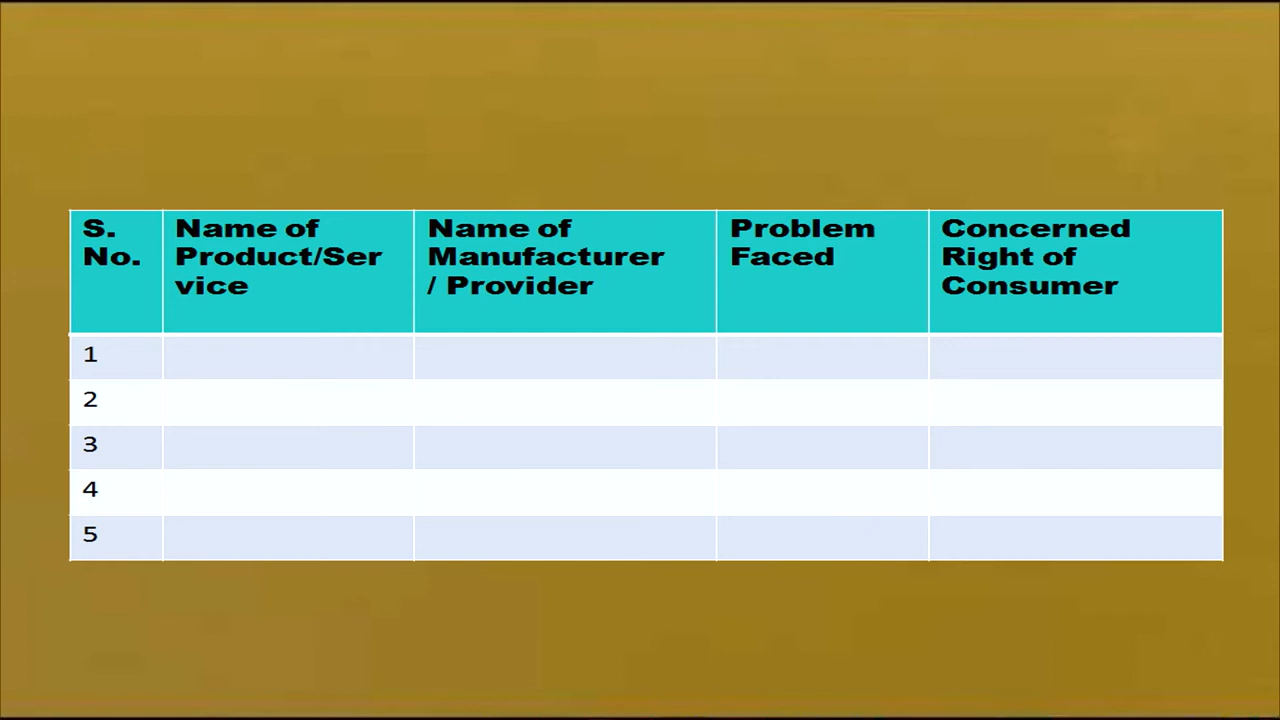 S. No.
Name of Product/Ser vice
Name of Manufacturer / Provider
Problem Faced
Concerned Right of Consumer
1
2
3
4
5